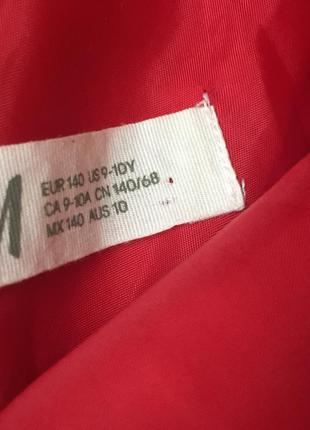 M
EUR 140 US 9-10Y
CA 9-10A CN 140/68
MX 140 AUS 10